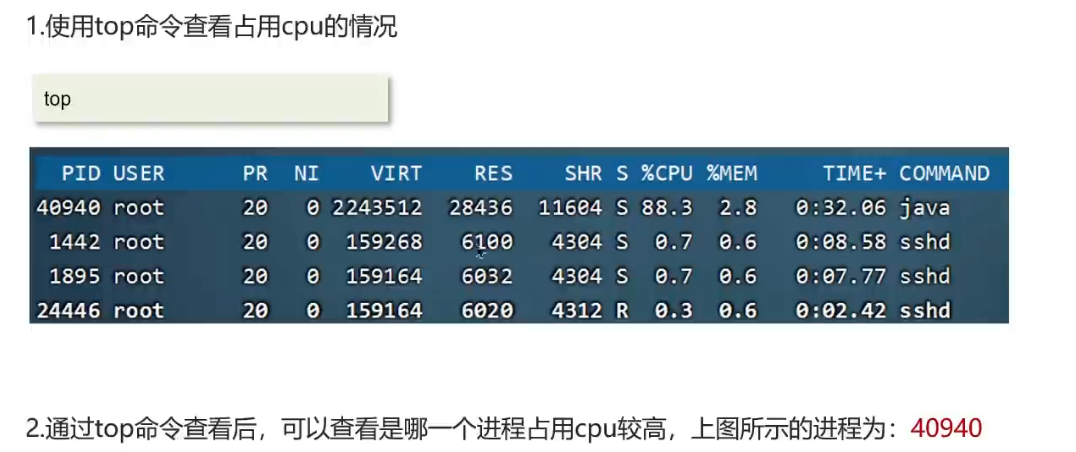 1.使用top命令查看占用cpu的情况
top
PID USER PR NI VIRT RES SHR S %CPU %MEM TIME+ COMMAND
40940 root 20 0 2243512 28436 11604 S 88.3 2.8 0:32.06 java
1442 root 20 0 159268 6100 4304 S 0.7 0.6 0:08.58 sshd
1895 root 20 0 159164 6032 4304 S 0.7 0.6 0:07.77 sshd
24446 root 20 0 159164 6020 4312 R 0.3 0.6 0:02.42 sshd
2.通过top命令查看后，可以查看是哪一个进程占用cpu较高，上图所示的进程为：40940